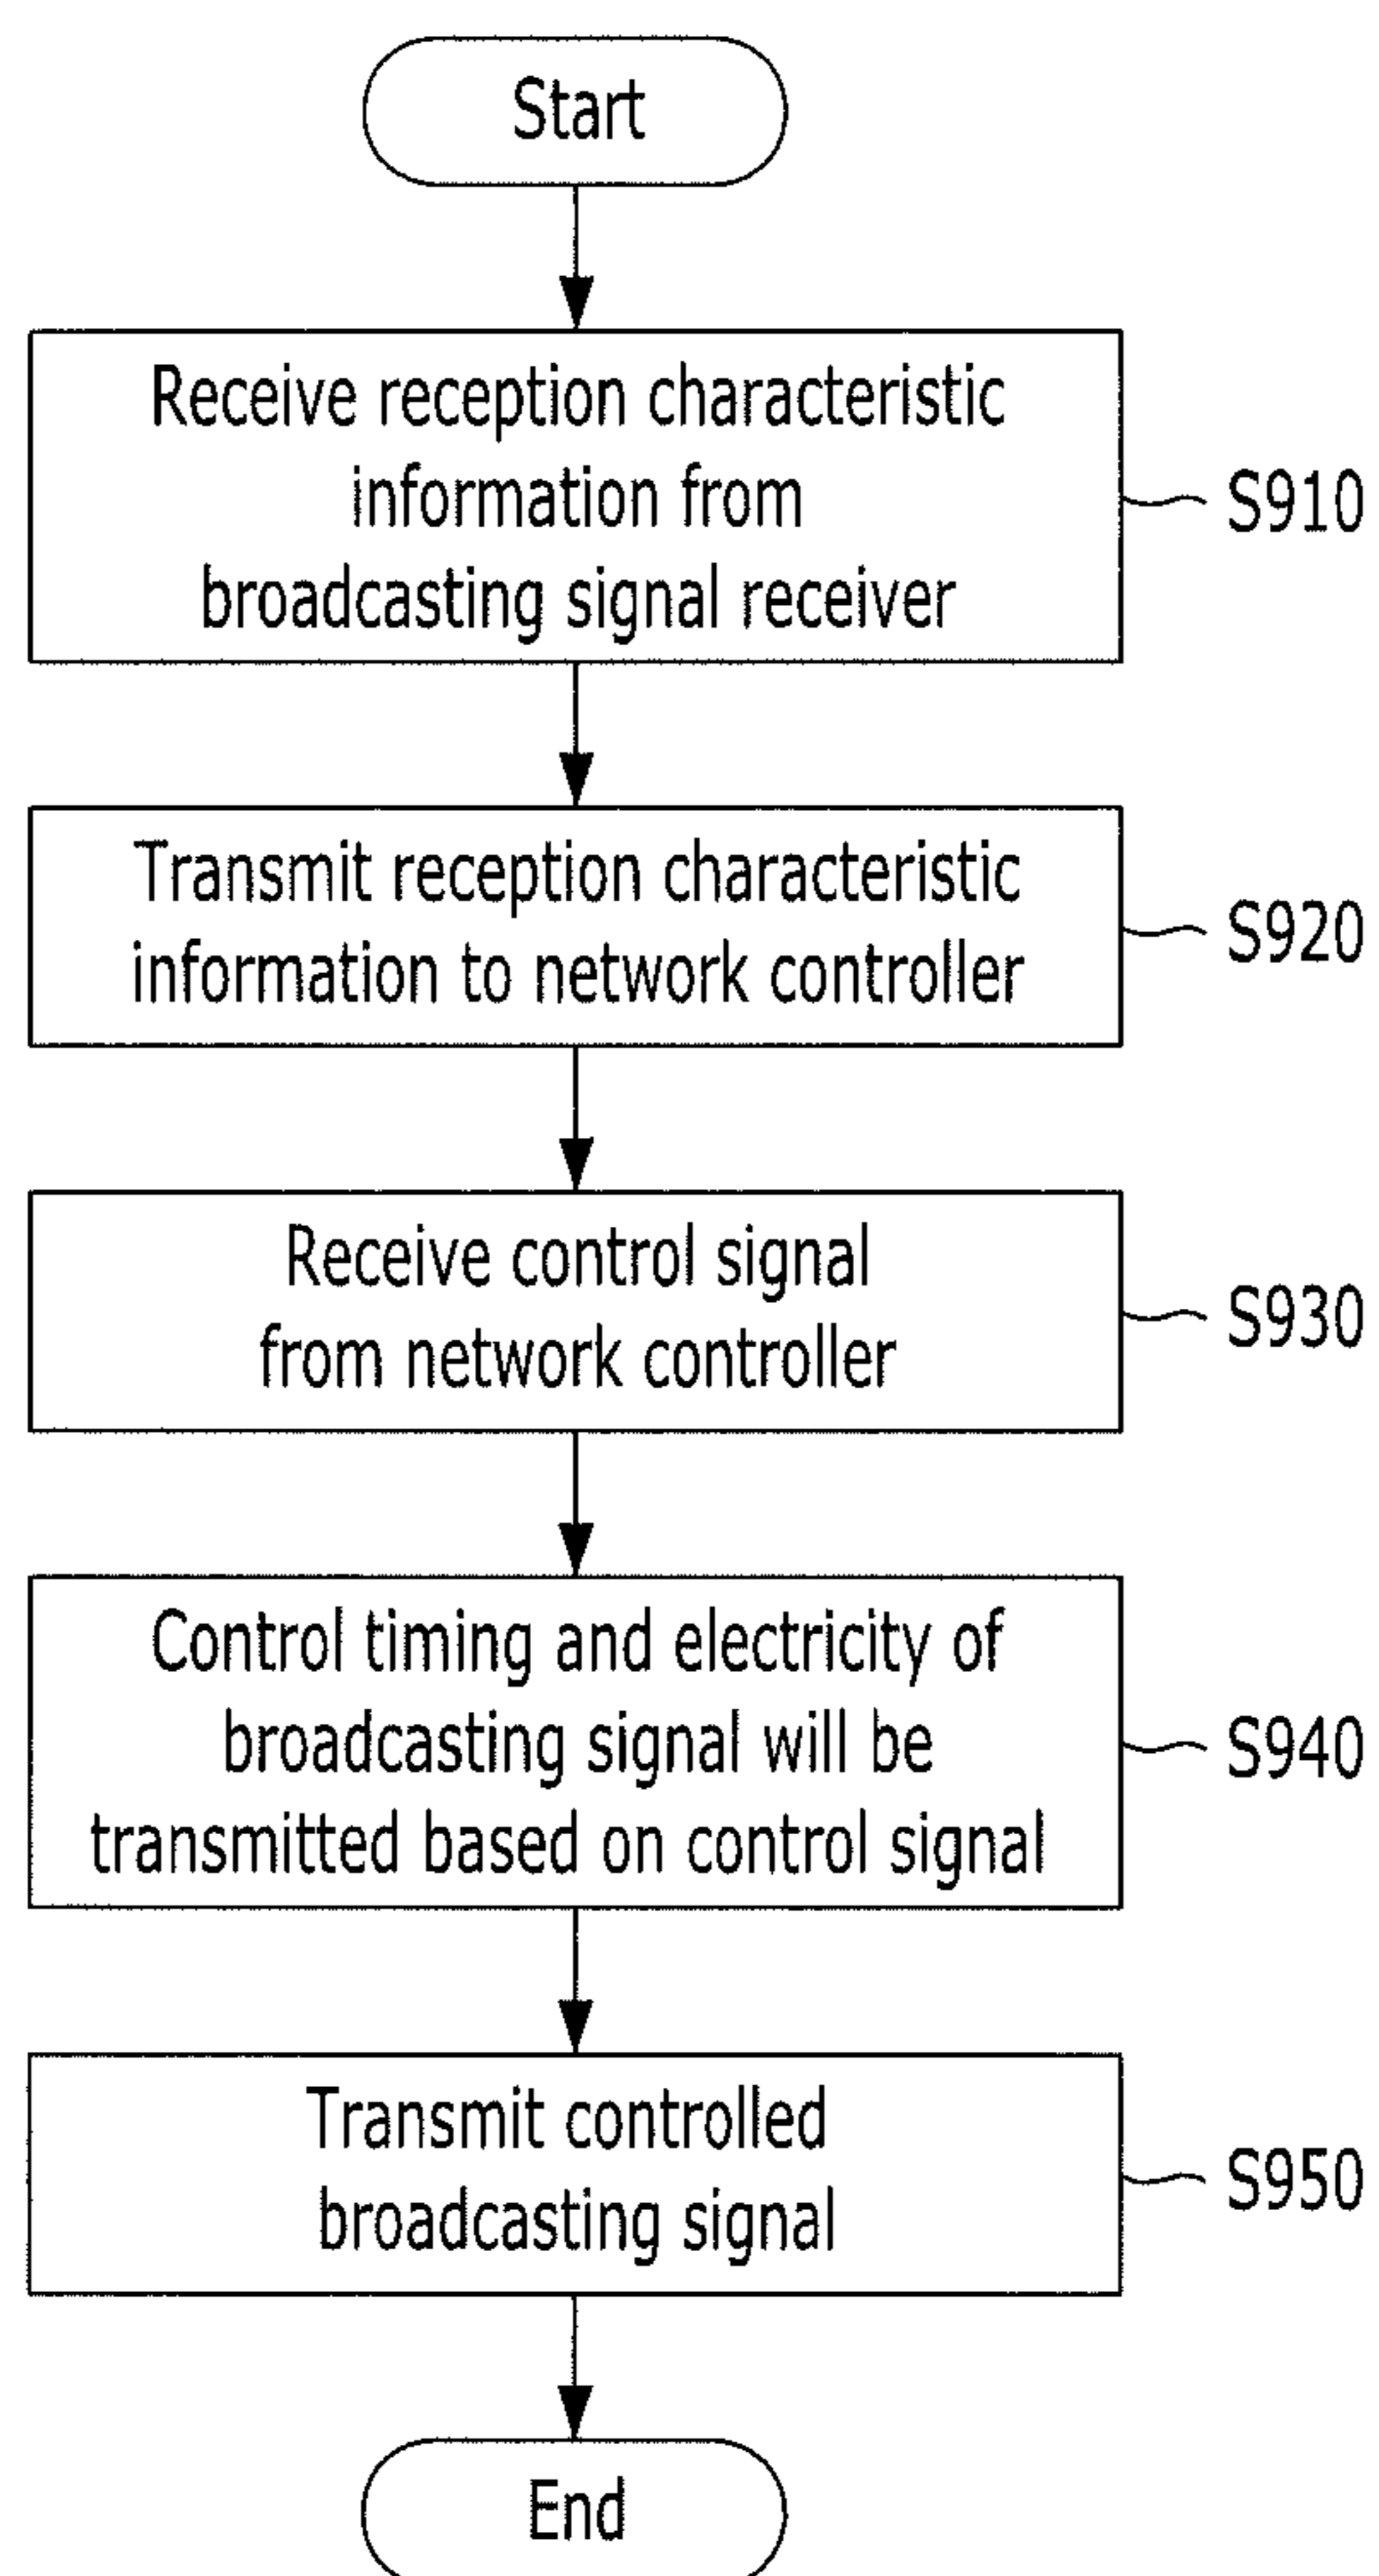 Start
Receive reception characteristic
information from
broadcasting signal receiver
S910
Transmit reception characteristic
information to network controller
S920
Receive control signal
from network controller
S930
Control timing and electricity of
broadcasting signal will be
transmitted based on control signal
S940
Transmit controlled
broadcasting signal
S950
End